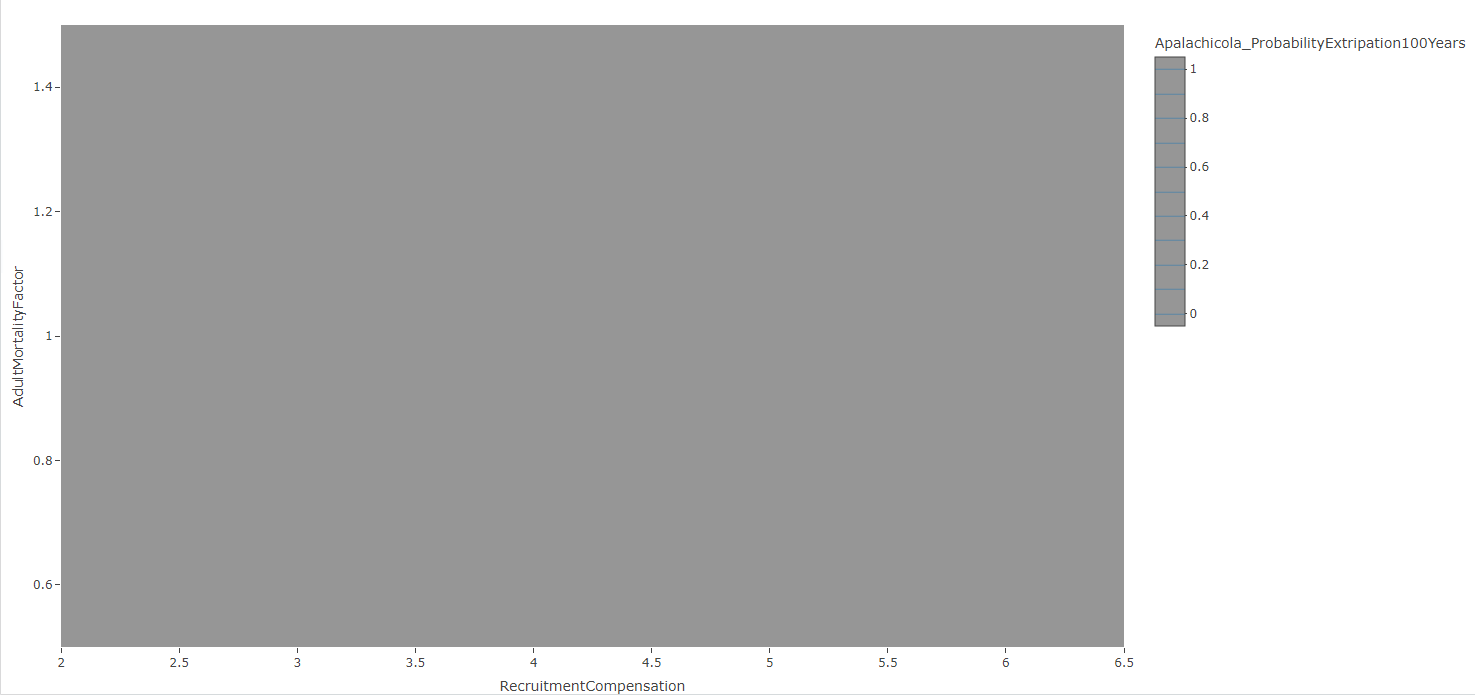 Apalachicola_ProbabilityExtripation100Years
1
0.8
0.6
0.4
0.2
0
AdultMortalityFactor
1.4
1.2
1
0.8
0.6
2 2.5 3 3.5 4 4.5 5 5.5 6 6.5
RecruitmentCompensation